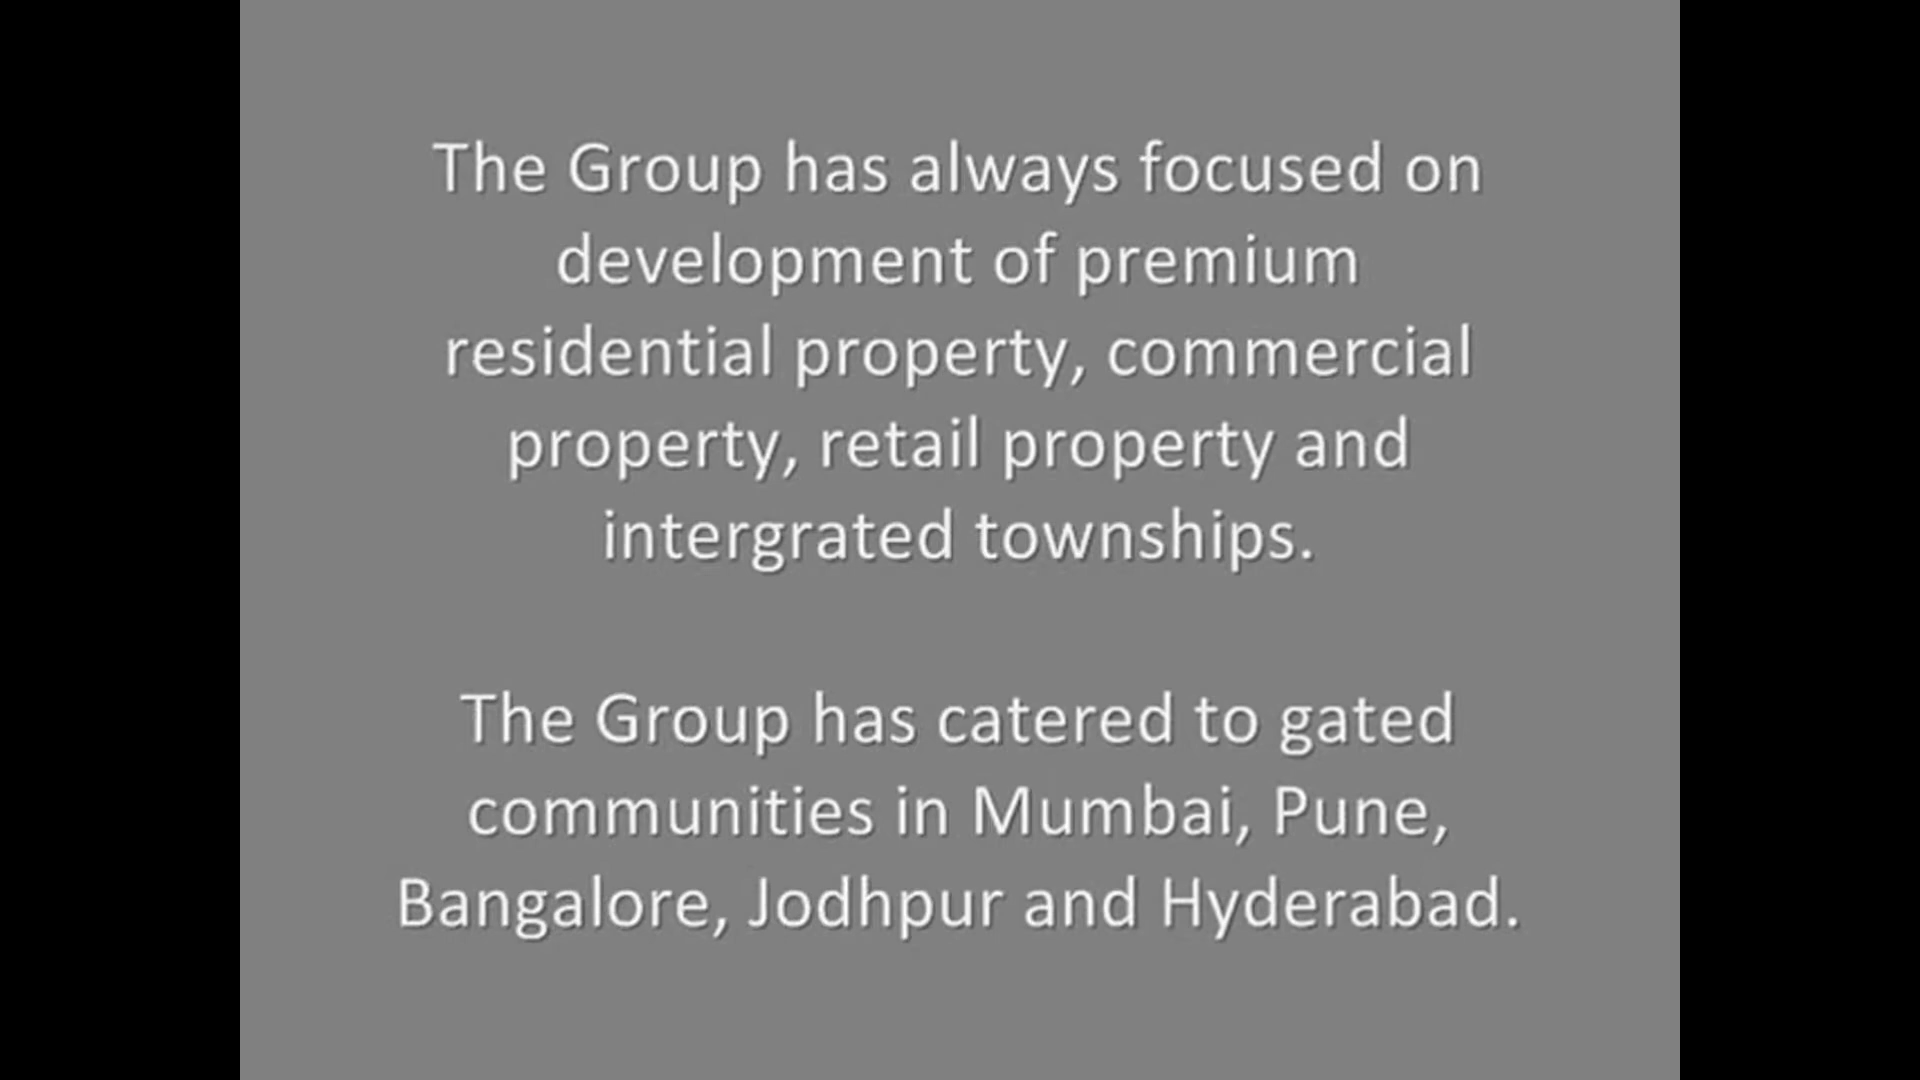 The Group has always focused on
development of premium
residential property, commercial
property, retail property and
intergrated townships.
The Group has catered to gated
communities in Mumbai, Pune,
Bangalore, Jodhpur and Hyderabad.